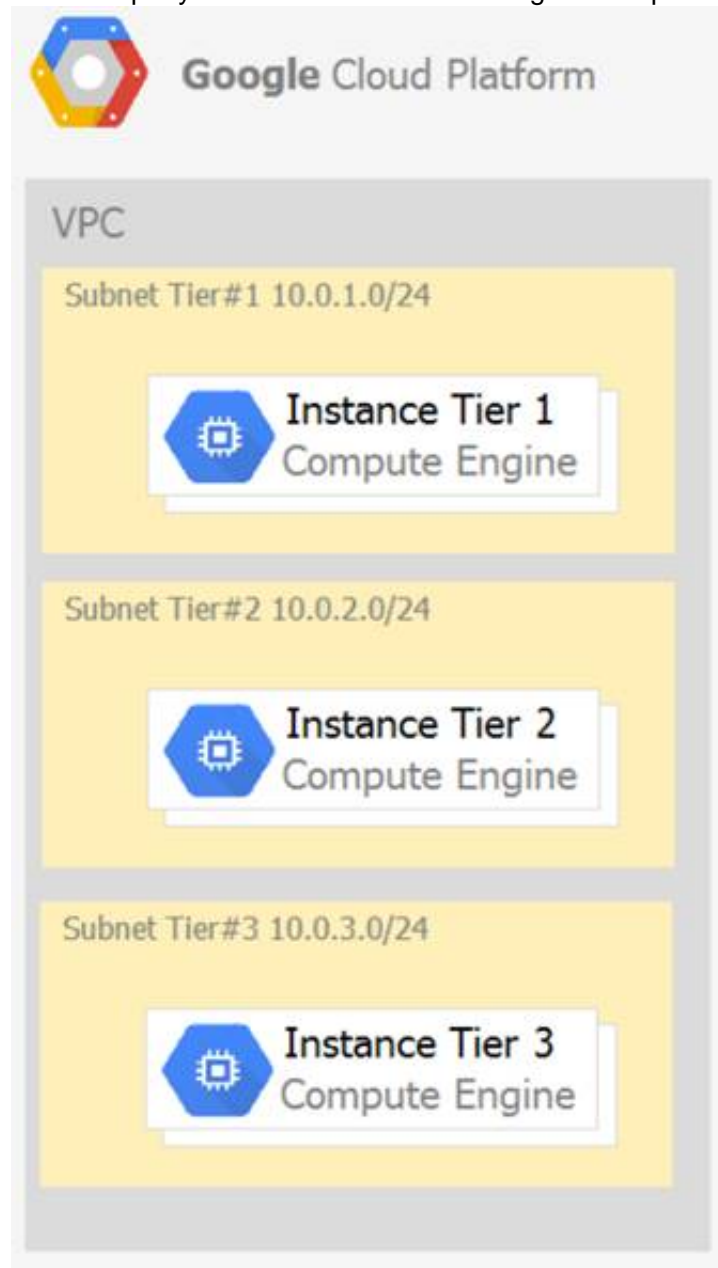 Google Cloud Platform
VPC
Subnet Tier#1 10.0.1.0/24
Instance Tier 1
Compute Engine
Subnet Tier#2 10.0.2.0/24
Instance Tier 2
Compute Engine
Subnet Tier#3 10.0.3.0/24
Instance Tier 3
Compute Engine